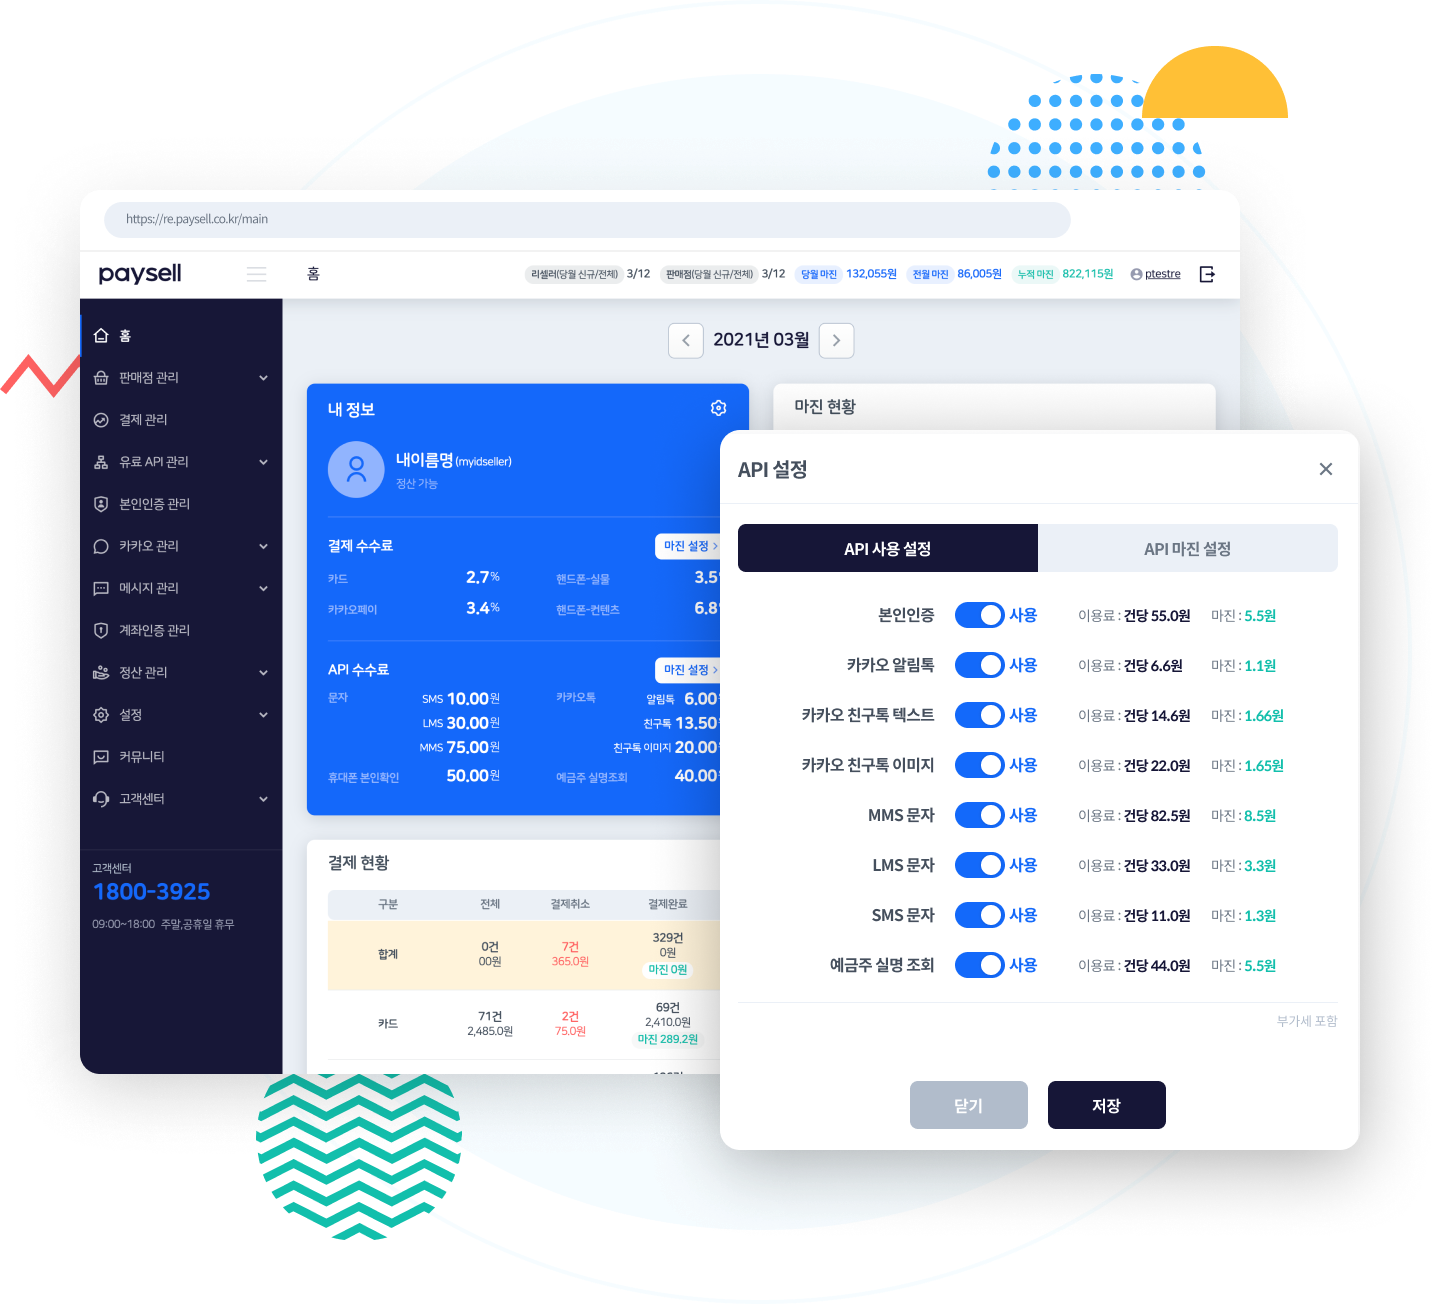 https://re.paysell.co.kr/main
paysell
홈
리셀러(당월 신규/전체) 3/12 판매점(당월 신규/전체) 3/12 당월 마진 132,055원 전월 마진 86,005원 누적 마진 822,115원 ptestre
홈
판매점 관리
결제 관리
유료 API 관리
본인인증 관리
카카오 관리
메시지 관리
계좌인증 관리
정산 관리
설정
커뮤니티
고객센터
고객센터
1800-3925
09:00~18:00 주말,공휴일 휴무
2021년 03월
내 정보
내이름명 (myidseller)
정산 가능
결제 수수료 마진 설정 >
카드 2.7% 핸드폰-실물 3.5
카카오페이 3.4% 핸드폰-컨텐츠 6.8
API 수수료 마진 설정 >
문자 SMS 10.00원 카카오톡 알림톡 6.00
LMS 30.00원 친구톡 13.50
MMS 75.00원 친구톡 이미지 20.00
휴대폰 본인확인 50.00원 예금주 실명조회 40.00
마진 현황
결제 현황
구분 전체 결제취소 결제완료
합계 0건 7건 329건
00원 365.0원 0원
마진 0원
카드 71건 2건 69건
2,485.0원 75.0원 2,410.0원
마진 289.2원
API 설정
API 사용 설정 API 마진 설정
본인인증 사용 이용료 : 건당 55.0원 마진 : 5.5원
카카오 알림톡 사용 이용료 : 건당 6.6원 마진 : 1.1원
카카오 친구톡 텍스트 사용 이용료 : 건당 14.6원 마진 : 1.66원
카카오 친구톡 이미지 사용 이용료 : 건당 22.0원 마진 : 1.65원
MMS 문자 사용 이용료 : 건당 82.5원 마진 : 8.5원
LMS 문자 사용 이용료 : 건당 33.0원 마진 : 3.3원
SMS 문자 사용 이용료 : 건당 11.0원 마진 : 1.3원
예금주 실명 조회 사용 이용료 : 건당 44.0원 마진 : 5.5원
부가세 포함
닫기 저장